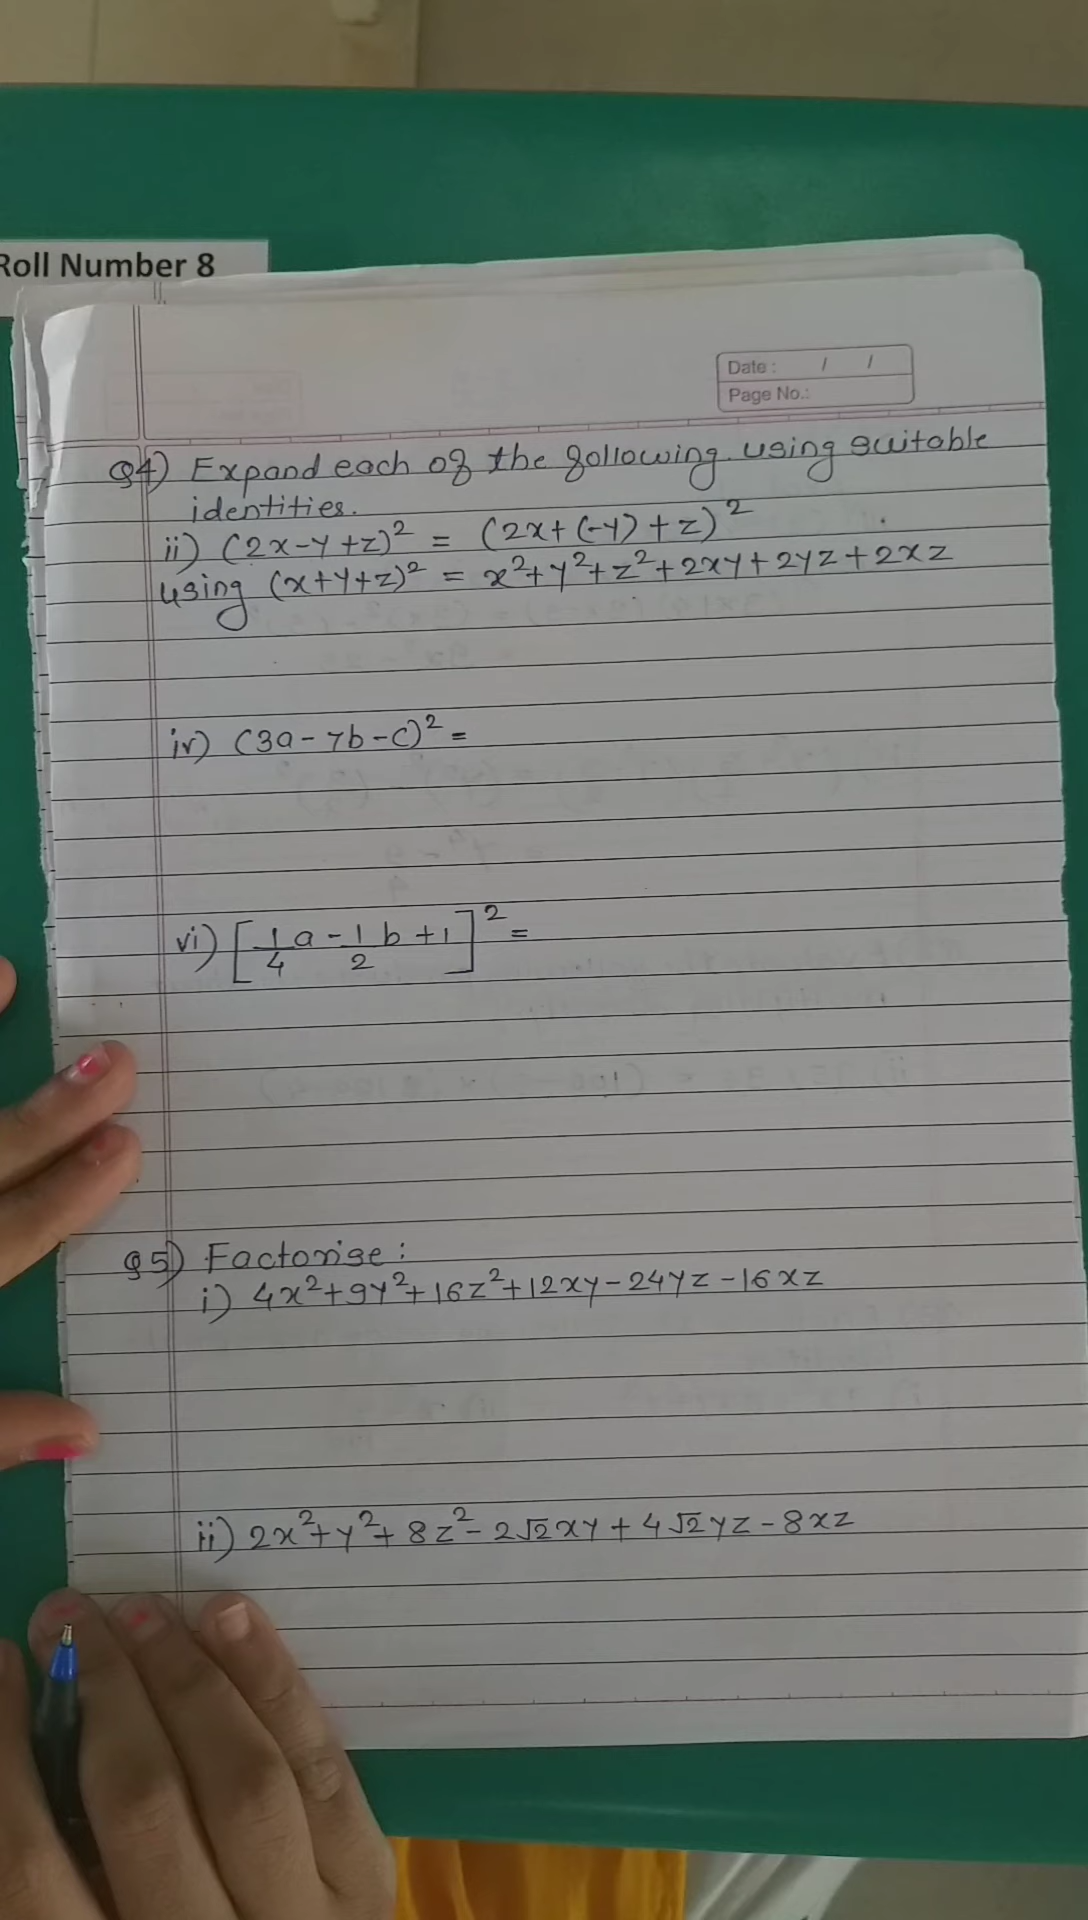 Roll Number 8
Date : / /
Page No.:
Q4) Expand each of the following using suitable
identities.
ii) (2x-y+z)² = (2x+(-y)+z)²
using (x+y+z)² = x²+y²+z²+2xy+2yz+2xz
iv) (3a-7b-c)² =
vi) [1/4 a - 1/2 b + 1]² =
Q5) Factorise :
i) 4x²+9y²+16z²+12xy-24yz-16xz
ii) 2x²+y²+8z²-2√2xy+4√2yz-8xz